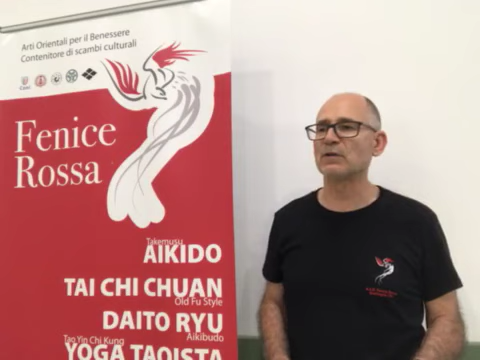 Arti Orientali per il Benessere
Contenitore di scambi culturali
Fenice
Rossa
Takemusu
AIKIDO
TAI CHI CHUAN
Old Fu Style
DAITO RYU
Aikibudo
Tao Yin Chi Kung
YOGA TAOISTA